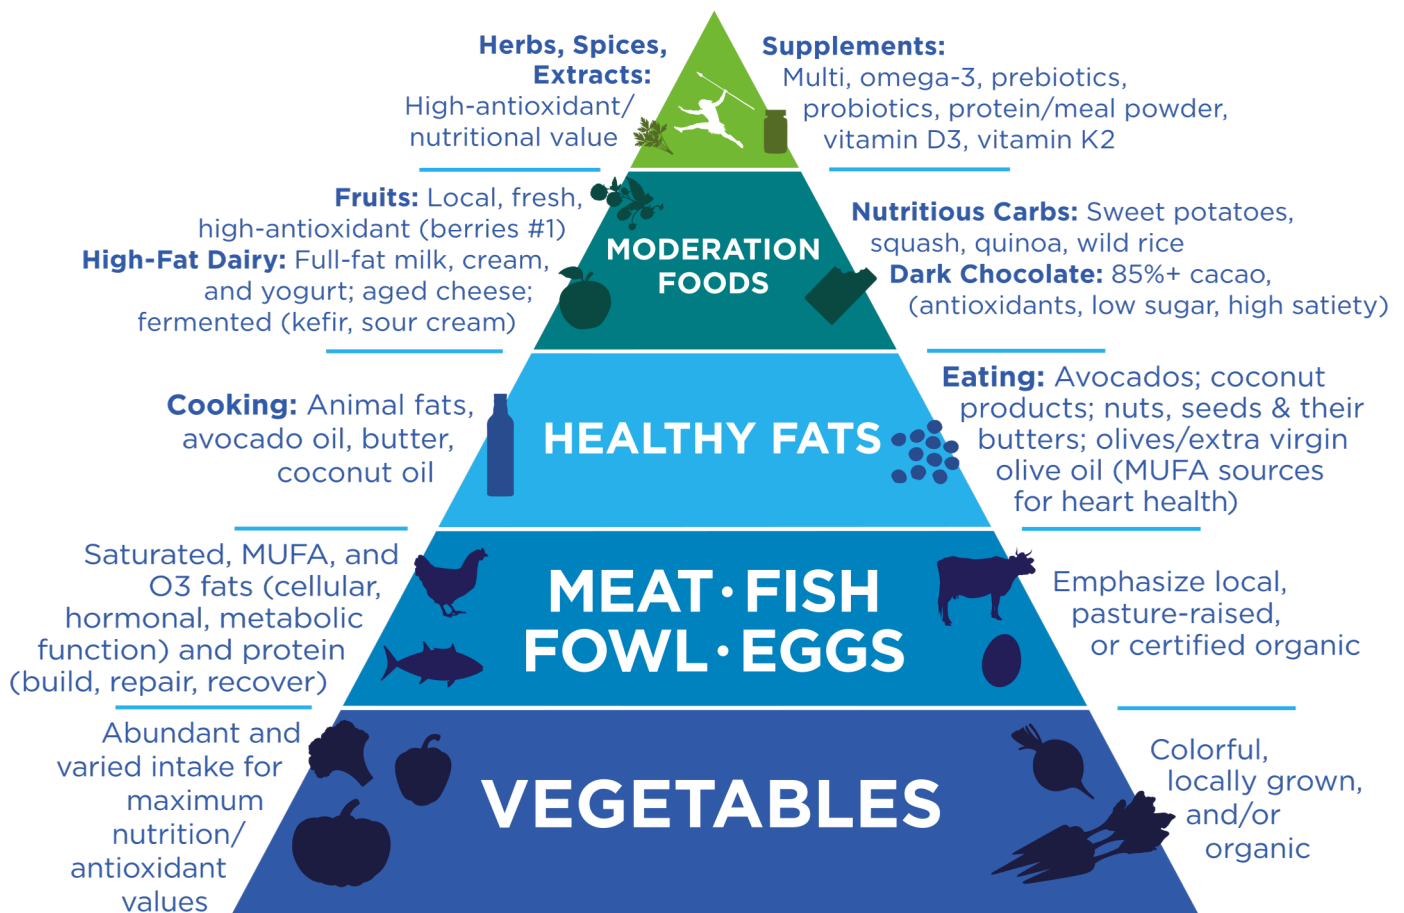 Herbs, Spices,
Extracts:
High-antioxidant/
nutritional value
Supplements:
Multi, omega-3, prebiotics,
probiotics, protein/meal powder,
vitamin D3, vitamin K2
Fruits: Local, fresh,
high-antioxidant (berries #1)
High-Fat Dairy: Full-fat milk, cream,
and yogurt; aged cheese;
fermented (kefir, sour cream)
MODERATION
FOODS
Nutritious Carbs: Sweet potatoes,
squash, quinoa, wild rice
Dark Chocolate: 85%+ cacao,
(antioxidants, low sugar, high satiety)
Cooking: Animal fats,
avocado oil, butter,
coconut oil
HEALTHY FATS
Eating: Avocados; coconut
products; nuts, seeds & their
butters; olives/extra virgin
olive oil (MUFA sources
for heart health)
Saturated, MUFA, and
O3 fats (cellular,
hormonal, metabolic
function) and protein
(build, repair, recover)
MEAT · FISH
FOWL · EGGS
Emphasize local,
pasture-raised,
or certified organic
Abundant and
varied intake for
maximum
nutrition/
antioxidant
values
VEGETABLES
Colorful,
locally grown,
and/or
organic